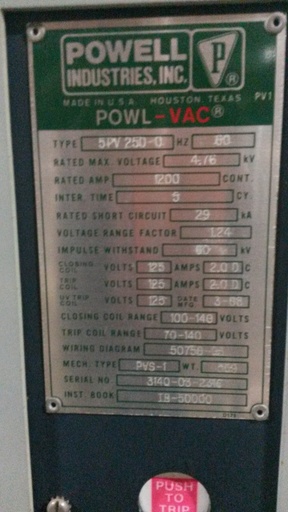 POWELL
INDUSTRIES, INC.
P ®
MADE IN U.S.A. HOUSTON, TEXAS PV1
POWL-VAC®
TYPE 5PV 250-0 HZ 60
RATED MAX. VOLTAGE 4.76 kV
RATED AMP 1200 CONT.
INTER. TIME 5 CY.
RATED SHORT CIRCUIT 29 kA
VOLTAGE RANGE FACTOR 1.24
IMPULSE WITHSTAND 60 kV
CLOSING COIL VOLTS 125 AMPS 2.0 D C
TRIP COIL VOLTS 125 AMPS 2.0 D C
UV TRIP COIL VOLTS 125 DATE MFG 3-88
CLOSING COIL RANGE 100-140 VOLTS
TRIP COIL RANGE 70-140 VOLTS
WIRING DIAGRAM 50756
MECH. TYPE PVS-1 WT.
SERIAL NO
INST. BOOK IB-50000
PUSH
TO
TRIP